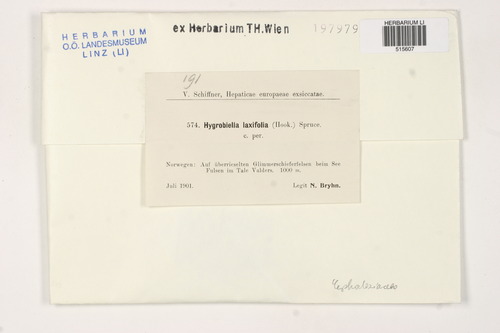 HERBARIUM
O.Ö. LANDESMUSEUM
LINZ (LI)
ex Herbarium TH.Wien
197979
HERBARIUM LI
515607
191
V. Schiffner, Hepaticae europaeae exsiccatae.
574. Hygrobiella laxifolia (Hook.) Spruce.
c. per.
Norwegen: Auf überrieselten Glimmerschieferfelsen beim See
Fulsen im Tale Valders. 1000 m.
Juli 1901.
Legit N. Bryhn.